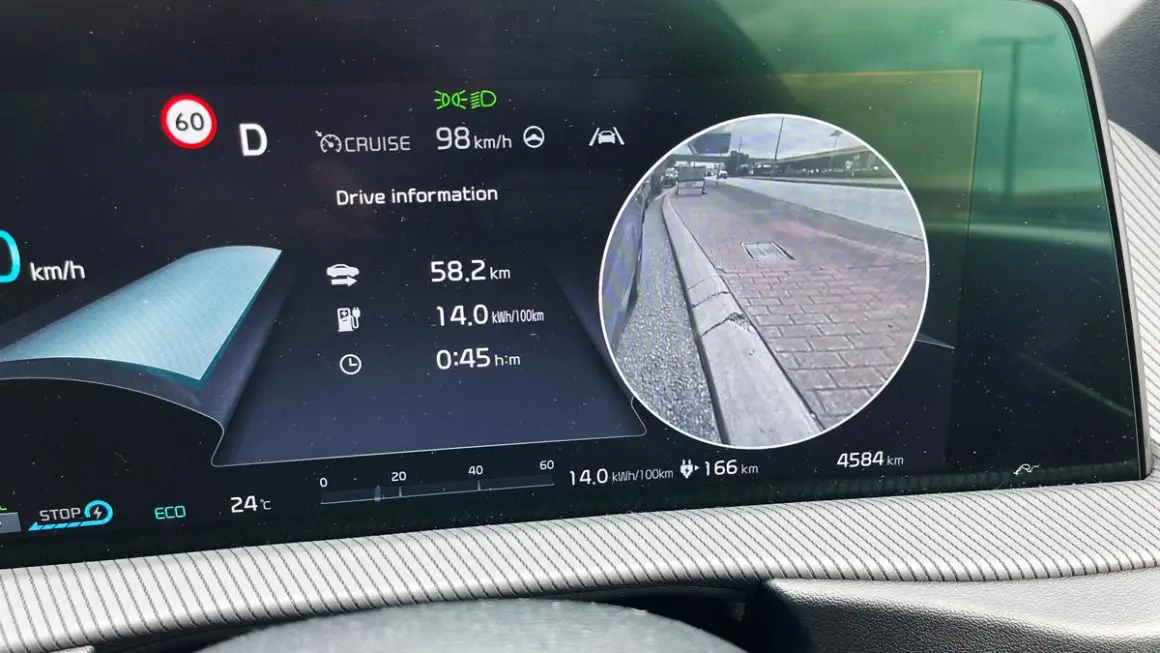 60
D
CRUISE 98 km/h
Drive information
0 km/h
58.2 km
14.0 kWh/100km
0:45 h:m
0 20 40 60
14.0 kWh/100km 166 km 4584 km
STOP ECO 24 °C